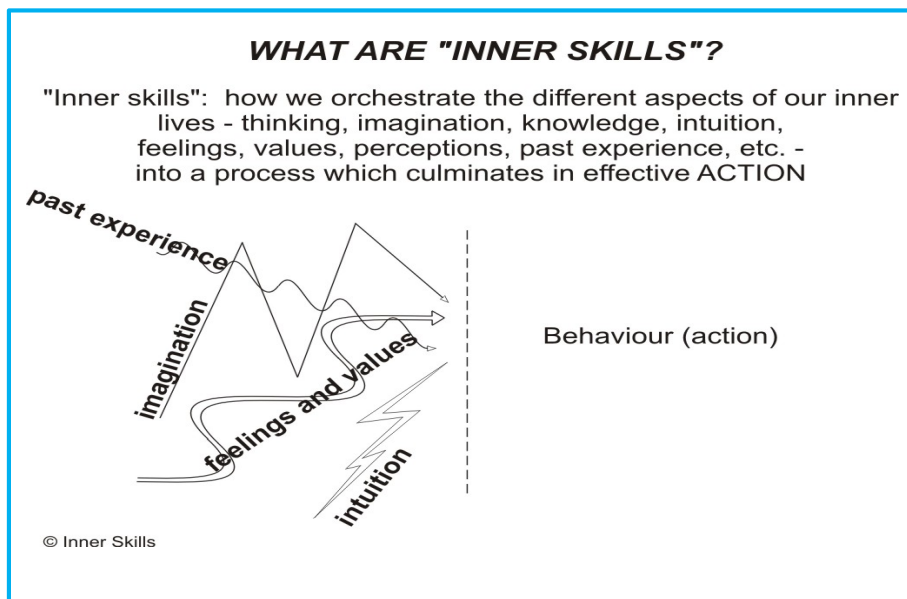 WHAT ARE "INNER SKILLS"?
"Inner skills":  how we orchestrate the different aspects of our inner
lives - thinking, imagination, knowledge, intuition,
feelings, values, perceptions, past experience, etc. -
into a process which culminates in effective ACTION
past experience
imagination
feelings and values
intuition
Behaviour (action)
© Inner Skills